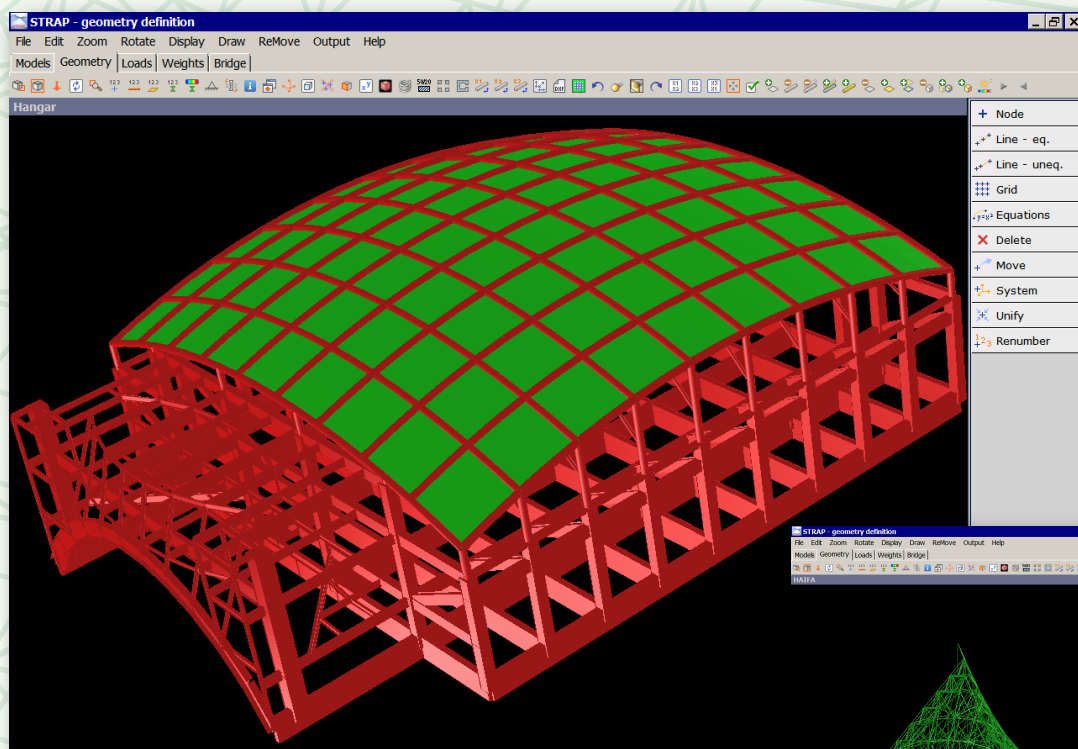 STRAP - geometry definition
File Edit Zoom Rotate Display Draw ReMove Output Help
Models Geometry Loads Weights Bridge
Hangar
Node
Line - eq.
Line - uneq.
Grid
Equations
Delete
Move
System
Unify
Renumber
STRAP - geometry definition
File Edit Zoom Rotate Display Draw ReMove Output Help
Models Geometry Loads Weights Bridge
HAIFA